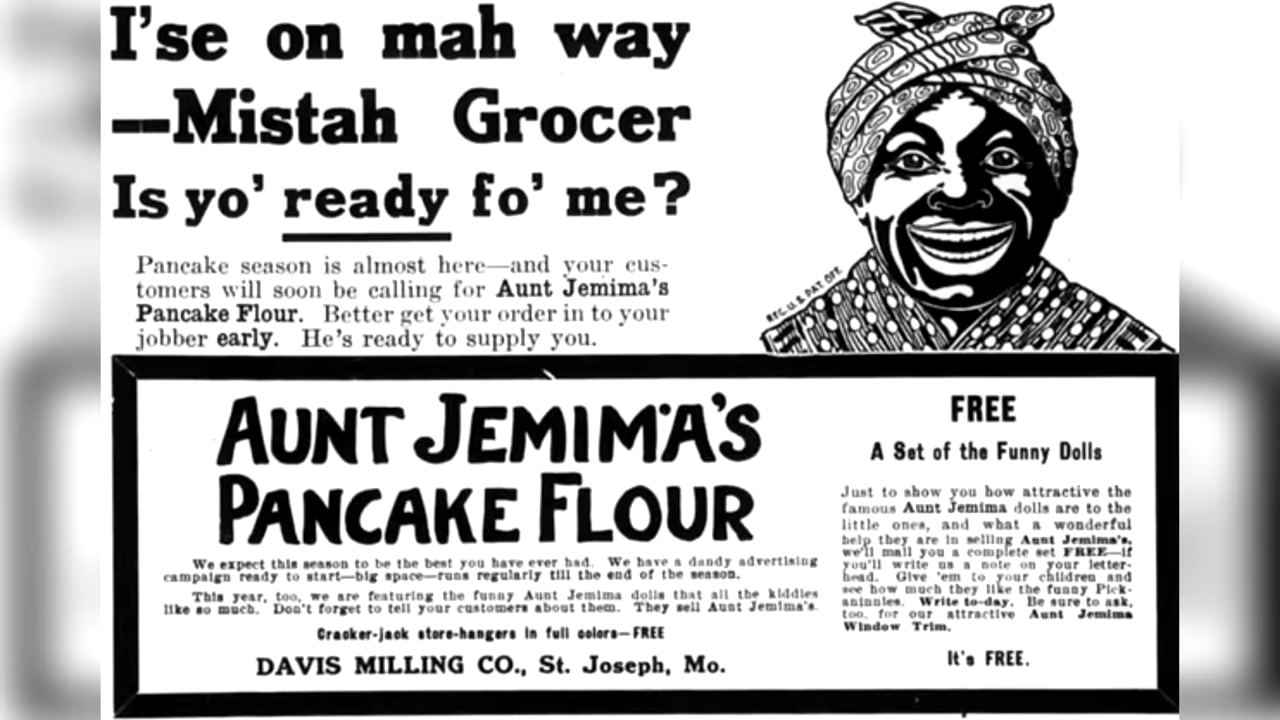 I'se on mah way
—Mistah Grocer
Is yo' ready fo' me?
Pancake season is almost here—and your cus-
tomers will soon be calling for Aunt Jemima's
Pancake Flour. Better get your order in to your
jobber early. He's ready to supply you.
REG. U.S. PAT. OFF.
AUNT JEMIMA'S
PANCAKE FLOUR
We expect this season to be the best you have ever had. We have a dandy advertising
campaign ready to start—big space—runs regularly till the end of the season.
This year, too, we are featuring the funny Aunt Jemima dolls that all the kiddies
like so much. Don't forget to tell your customers about them. They sell Aunt Jemima's.
Cracker-jack store-hangers in full colors—FREE
DAVIS MILLING CO., St. Joseph, Mo.
FREE
A Set of the Funny Dolls
Just to show you how attractive the
famous Aunt Jemima dolls are to the
little ones, and what a wonderful
help they are in selling Aunt Jemima's,
we'll mail you a complete set FREE—if
you'll write us a note on your letter-
head. Give 'em to your children and
see how much they like the funny Pick-
aninnies. Write to-day. Be sure to ask,
too, for our attractive Aunt Jemima
Window Trim.
It's FREE.